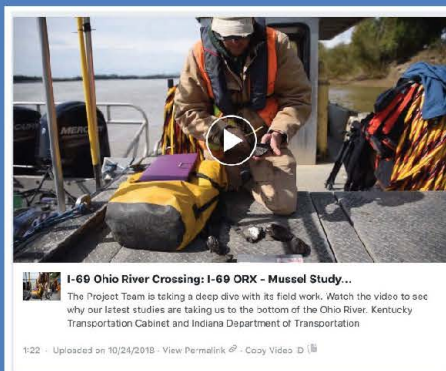 MERC
I-69 Ohio River Crossing: I-69 ORX - Mussel Study...
The Project Team is taking a deep dive with its field work. Watch the video to see
why our latest studies are taking us to the bottom of the Ohio River. Kentucky
Transportation Cabinet and Indiana Department of Transportation
1:22 · Uploaded on 10/24/2018 · View Permalink · Copy Video ID